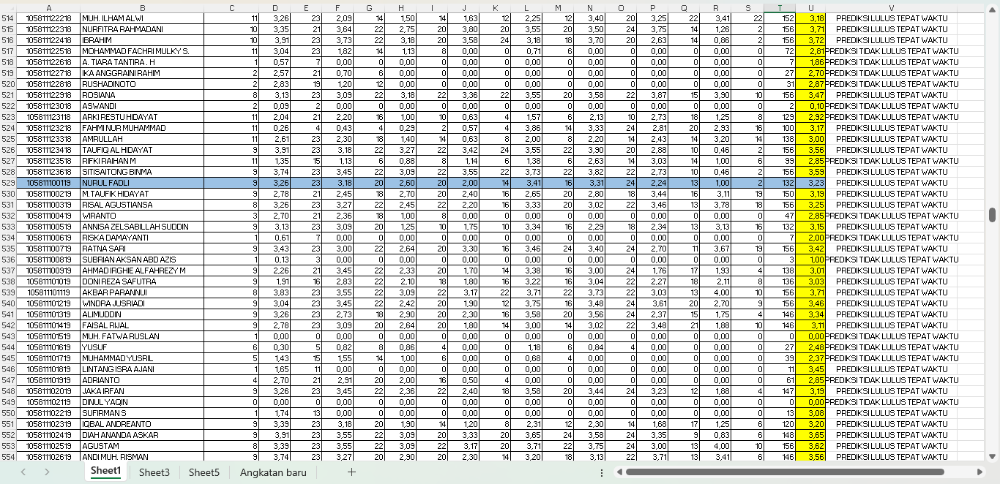 A B C D E F G H I J K L M N O P Q R S T U V
514 105811122218 MUH. ILHAM ALWI 11 3,26 23 2,09 14 1,50 14 1,63 12 2,25 12 3,40 20 3,25 22 3,41 22 152 3,18 PREDIKSI LULUS TEPAT WAKTU
515 105811122318 NURFITRA RAHMADANI 10 3,35 21 3,64 22 2,75 20 3,80 20 3,55 20 3,50 24 3,75 14 1,26 2 156 3,71 PREDIKSI LULUS TEPAT WAKTU
516 105811122418 IBRAHIM 10 3,91 23 3,73 22 3,18 20 3,58 24 3,18 18 3,70 20 2,63 14 0,86 2 156 3,72 PREDIKSI LULUS TEPAT WAKTU
517 105811122518 MOHAMMAD FACHRI MULKY S. 11 3,04 23 1,82 14 1,13 8 0,00 0 0,71 6 0,00 0 0,00 0 0,00 0 72 2,81 PREDIKSI TIDAK LULUS TEPAT WAKTU
518 105811122618 A. TIARA TANTIRA . H 1 0,57 7 0,00 0 0,00 0 0,00 0 0,00 0 0,00 0 0,00 0 0,00 0 7 1,86 PREDIKSI TIDAK LULUS TEPAT WAKTU
519 105811122718 IKA ANGGRAINI RAHIM 2 2,57 21 0,70 6 0,00 0 0,00 0 0,00 0 0,00 0 0,00 0 0,00 0 27 2,70 PREDIKSI TIDAK LULUS TEPAT WAKTU
520 105811122818 RUSHADINOTO 2 2,83 19 1,20 12 0,00 0 0,00 0 0,00 0 0,00 0 0,00 0 0,00 0 31 2,87 PREDIKSI TIDAK LULUS TEPAT WAKTU
521 105811122918 ROSIANA 8 3,13 23 3,09 22 3,18 22 3,36 22 3,55 20 3,58 22 3,87 15 3,90 10 156 3,47 PREDIKSI LULUS TEPAT WAKTU
522 105811123018 ASWANDI 2 0,09 2 0,00 0 0,00 0 0,00 0 0,00 0 0,00 0 0,00 0 0,00 0 2 0,10 PREDIKSI TIDAK LULUS TEPAT WAKTU
523 105811123118 ARKI RESTU HIDAYAT 11 2,04 21 2,20 16 1,00 10 0,63 4 1,57 6 2,13 10 2,73 18 1,25 8 129 2,92 PREDIKSI TIDAK LULUS TEPAT WAKTU
524 105811123218 FAHMI NUR MUHAMMAD 11 0,26 4 0,43 4 0,29 2 0,57 4 3,86 14 3,33 24 2,81 20 2,93 16 100 3,17 PREDIKSI LULUS TEPAT WAKTU
525 105811123318 AMRULLAH 11 2,61 23 2,30 18 1,40 14 0,63 8 2,00 8 2,20 14 2,43 14 3,20 14 138 3,00 PREDIKSI LULUS TEPAT WAKTU
526 105811123418 TAUFIQ AL HIDAYAT 9 3,91 23 3,18 22 3,27 22 3,42 24 3,55 22 3,90 20 2,88 10 0,46 2 156 3,56 PREDIKSI LULUS TEPAT WAKTU
527 105811123518 RIFKI RAIHAN M 11 1,35 15 1,13 6 0,88 8 1,14 6 1,38 6 2,63 14 3,03 14 1,00 6 99 2,85 PREDIKSI TIDAK LULUS TEPAT WAKTU
528 105811123618 SITISAITONG BINMA 9 3,74 23 3,45 22 3,09 22 3,55 22 3,73 22 3,82 22 2,73 10 0,46 2 156 3,59 PREDIKSI LULUS TEPAT WAKTU
529 105811100119 NURUL FADLI 9 3,26 23 3,18 20 2,60 20 2,00 14 3,41 16 3,31 24 2,24 13 1,00 2 132 3,23 PREDIKSI LULUS TEPAT WAKTU
530 105811100219 M.TAUFIK HIDAYAT 9 2,78 21 2,45 18 2,70 20 2,40 16 2,65 20 2,80 18 3,44 16 3,11 19 150 3,19 PREDIKSI LULUS TEPAT WAKTU
531 105811100319 RISAL AGUSTIANSA 8 3,26 23 3,27 22 2,45 22 2,20 16 3,33 20 3,02 22 3,46 13 3,78 18 156 3,25 PREDIKSI LULUS TEPAT WAKTU
532 105811100419 WIRANTO 3 2,70 21 2,36 18 1,00 8 0,00 0 0,00 0 0,00 0 0,00 0 0,00 0 47 2,85 PREDIKSI TIDAK LULUS TEPAT WAKTU
533 105811100519 ANNISA ZELSABILLAH SUDDIN 9 3,13 23 3,09 20 1,25 10 1,75 10 3,34 16 2,29 18 2,34 13 3,13 16 132 3,15 PREDIKSI LULUS TEPAT WAKTU
534 105811100619 RISKA DAMAYANTI 1 0,61 7 0,00 0 0,00 0 0,00 0 0,00 0 0,00 0 0,00 0 0,00 0 7 2,00 PREDIKSI TIDAK LULUS TEPAT WAKTU
535 105811100719 RATNA SARI 9 3,43 23 3,00 22 2,64 20 3,30 16 3,46 24 3,40 24 2,70 11 3,67 19 156 3,42 PREDIKSI LULUS TEPAT WAKTU
536 105811100819 SUBRIAN AKSAN ABD AZIS 1 0,13 3 0,00 0 0,00 0 0,00 0 0,00 0 0,00 0 0,00 0 0,00 0 3 1,00 PREDIKSI TIDAK LULUS TEPAT WAKTU
537 105811100919 AHMAD IRGHIE ALFAHREZY M 9 2,26 21 3,45 22 2,33 20 1,70 14 3,38 16 3,00 24 1,76 17 1,93 4 138 3,01 PREDIKSI LULUS TEPAT WAKTU
538 105811101019 DONI REZA SAFUTRA 9 1,91 16 2,83 22 2,10 18 1,80 16 3,22 16 3,04 22 2,27 18 2,11 8 136 3,03 PREDIKSI LULUS TEPAT WAKTU
539 105811101119 AKBAR PARANNUI 8 3,83 23 3,55 22 3,09 22 3,17 22 3,71 22 3,73 22 3,03 13 4,00 10 156 3,71 PREDIKSI LULUS TEPAT WAKTU
540 105811101219 WINDRA JUSRIADI 9 3,04 23 3,45 22 2,42 20 1,90 12 3,75 16 3,48 24 3,61 20 2,70 9 156 3,46 PREDIKSI LULUS TEPAT WAKTU
541 105811101319 ALIMUDDIN 9 3,26 23 2,73 18 2,90 20 2,30 16 3,58 20 3,56 24 2,37 15 1,75 4 146 3,34 PREDIKSI LULUS TEPAT WAKTU
542 105811101419 FAISAL RIJAL 9 2,78 23 3,09 20 2,64 20 1,80 14 3,00 14 3,02 22 3,48 21 1,88 10 146 3,11 PREDIKSI LULUS TEPAT WAKTU
543 105811101519 MUH. FATWA RUSLAN 1 0,00 0 0,00 0 0,00 0 0,00 0 0,00 0 0,00 0 0,00 0 0,00 0 0 0,00 PREDIKSI TIDAK LULUS TEPAT WAKTU
544 105811101619 YUSUF 6 0,30 5 0,82 8 0,86 4 0,00 0 1,18 6 0,84 4 0,00 0 0,00 0 27 2,48 PREDIKSI TIDAK LULUS TEPAT WAKTU
545 105811101719 MUHAMMAD YUSRIL 5 1,43 15 1,55 14 1,00 6 0,00 0 0,68 4 0,00 0 0,00 0 0,00 0 39 2,37 PREDIKSI TIDAK LULUS TEPAT WAKTU
546 105811101819 LINTANG ISRA AJANI 1 1,65 11 0,00 0 0,00 0 0,00 0 0,00 0 0,00 0 0,00 0 0,00 0 11 3,45 PREDIKSI LULUS TEPAT WAKTU
547 105811101919 ADRIANTO 4 2,70 21 2,91 20 2,00 16 0,50 4 0,00 0 0,00 0 0,00 0 0,00 0 61 2,85 PREDIKSI TIDAK LULUS TEPAT WAKTU
548 105811102019 JAKA IRFAN 9 3,26 23 3,45 22 2,36 22 2,40 18 3,58 20 3,44 24 3,23 12 1,88 4 147 3,19 PREDIKSI LULUS TEPAT WAKTU
549 105811102119 DINUL YAQIN 0 0,00 0 0,00 0 0,00 0 0,00 0 0,00 0 0,00 0 0,00 0 0,00 0 0 0,00 PREDIKSI TIDAK LULUS TEPAT WAKTU
550 105811102219 SUFIRMAN S 1 1,74 13 0,00 0 0,00 0 0,00 0 0,00 0 0,00 0 0,00 0 0,00 0 13 3,08 PREDIKSI LULUS TEPAT WAKTU
551 105811102319 IQBAL ANDREANTO 9 3,39 23 3,18 20 1,90 14 1,20 8 2,31 12 2,30 14 1,68 17 1,25 6 120 3,20 PREDIKSI LULUS TEPAT WAKTU
552 105811102419 DIAH ANANDA ASKAR 9 3,91 23 3,55 22 3,09 20 3,33 20 3,65 24 3,58 24 3,35 9 0,83 6 148 3,65 PREDIKSI LULUS TEPAT WAKTU
553 105811102519 AGUSTAM 8 3,39 23 3,55 22 3,09 22 3,17 20 3,71 22 3,75 24 3,00 13 4,00 10 156 3,62 PREDIKSI LULUS TEPAT WAKTU
554 105811102619 ANDI MUH. RISMAN 9 3,74 23 3,27 20 2,90 20 2,30 14 3,20 18 3,13 22 3,71 13 3,41 6 146 3,56 PREDIKSI LULUS TEPAT WAKTU
Sheet1 Sheet3 Sheet5 Angkatan baru